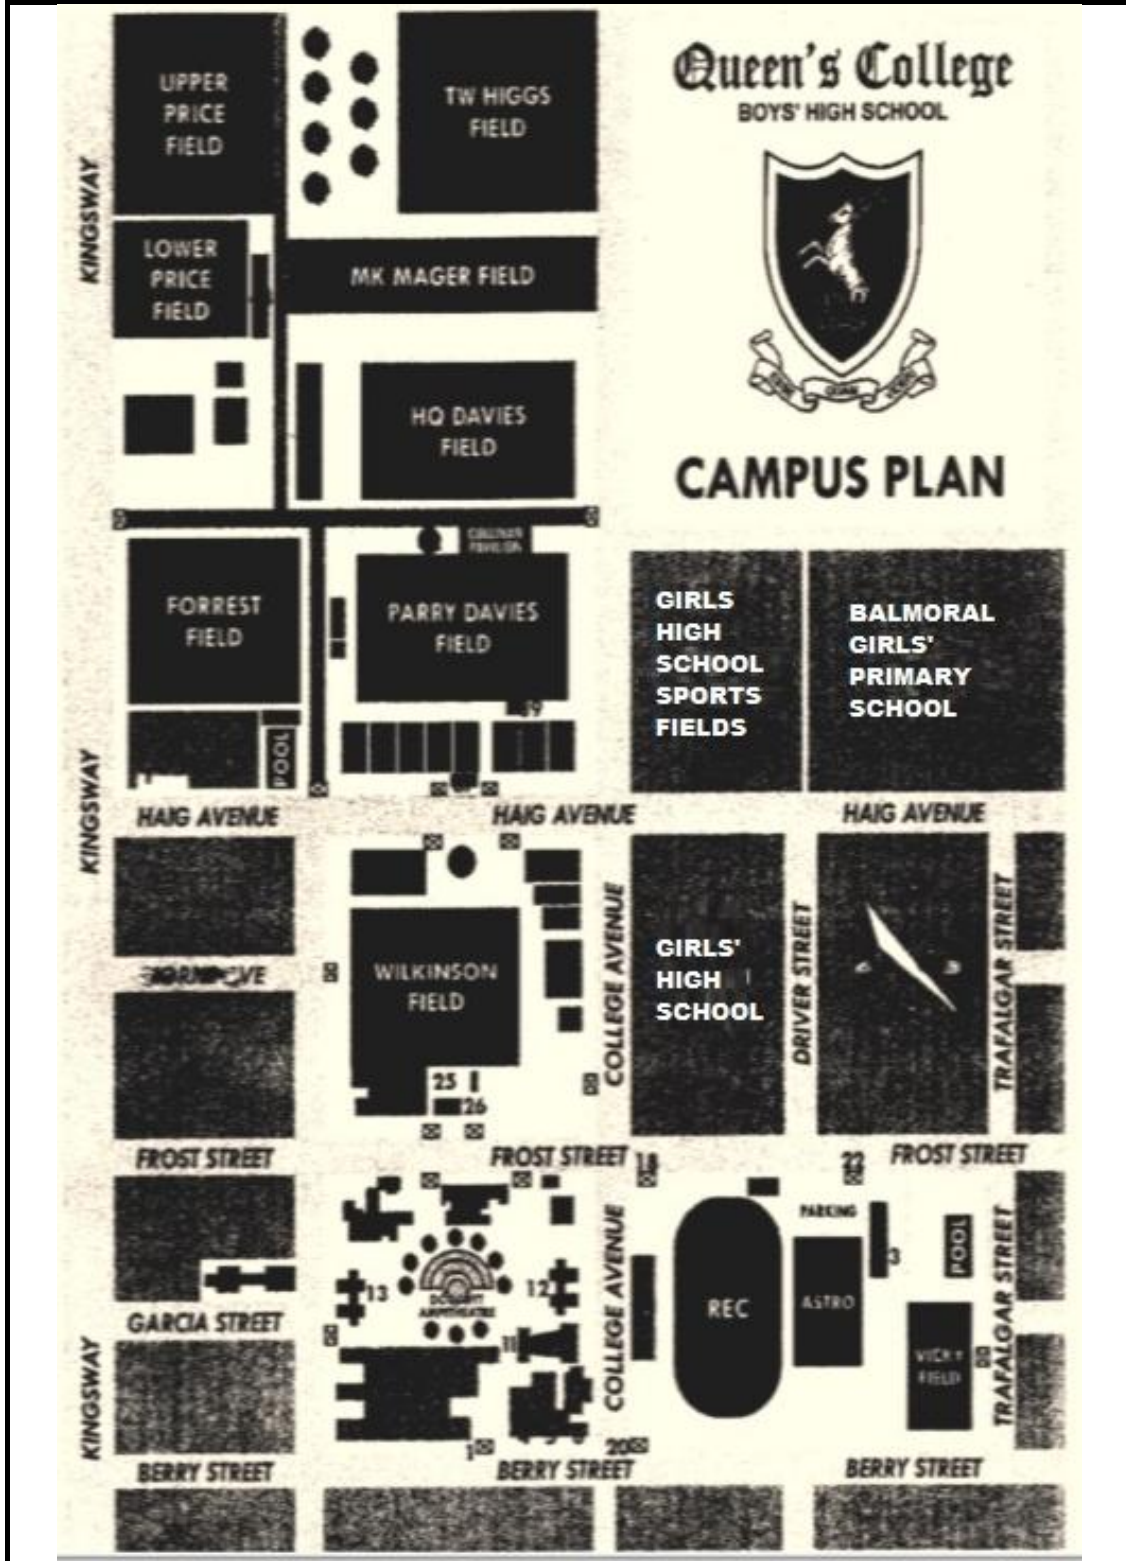 Queen's College
BOYS' HIGH SCHOOL
CAMPUS PLAN
UPPER
PRICE
FIELD
TW HIGGS
FIELD
KINGSWAY
LOWER
PRICE
FIELD
MK MAGER FIELD
HQ DAVIES
FIELD
FORREST
FIELD
PARRY DAVIES
FIELD
GIRLS
HIGH
SCHOOL
SPORTS
FIELDS
BALMORAL
GIRLS'
PRIMARY
SCHOOL
POOL
KINGSWAY
HAIG AVENUE
HAIG AVENUE
HAIG AVENUE
WILKINSON
FIELD
COLLEGE AVENUE
GIRLS'
HIGH
SCHOOL
DRIVER STREET
TRAFALGAR STREET
25
26
FROST STREET
FROST STREET
18
FROST STREET
PARKING
POOL
3
13
12
AMPITHEATRE
COLLEGE AVENUE
REC
ASTRO
TRAFALGAR STREET
GARCIA STREET
11
FIELD
KINGSWAY
1
20
BERRY STREET
BERRY STREET
BERRY STREET